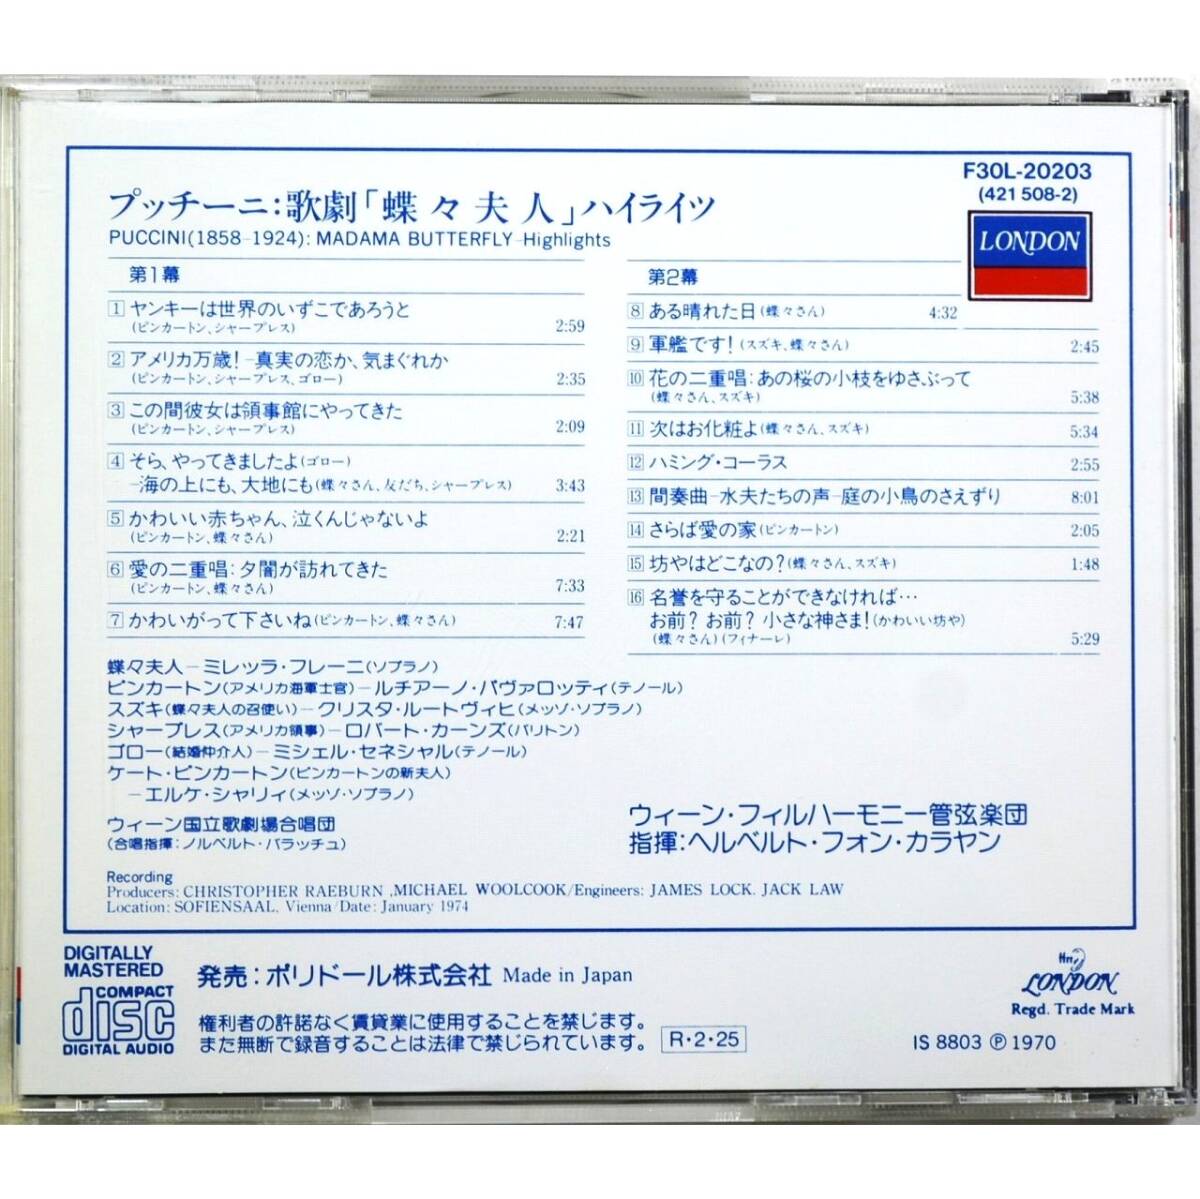 F30L-20203
(421 508-2)
LONDON
プッチーニ:歌劇「蝶々夫人」ハイライツ
PUCCINI(1858-1924): MADAMA BUTTERFLY-Highlights
第1幕
1 ヤンキーは世界のいずこであろうと
(ピンカートン、シャープレス) 2:59
2 アメリカ万歳!-真実の恋か、気まぐれか
(ピンカートン、シャープレス、ゴロー) 2:35
3 この間彼女は領事館にやってきた
(ピンカートン、シャープレス) 2:09
4 そら、やってきましたよ(ゴロー)
-海の上にも、大地にも(蝶々さん、友だち、シャープレス) 3:43
5 かわいい赤ちゃん、泣くんじゃないよ
(ピンカートン、蝶々さん) 2:21
6 愛の二重唱:夕闇が訪れてきた
(ピンカートン、蝶々さん) 7:33
7 かわいがって下さいね(ピンカートン、蝶々さん) 7:47
第2幕
8 ある晴れた日(蝶々さん) 4:32
9 軍艦です!(スズキ、蝶々さん) 2:45
10 花の二重唱:あの桜の小枝をゆさぶって
(蝶々さん、スズキ) 5:38
11 次はお化粧よ(蝶々さん、スズキ) 5:34
12 ハミング・コーラス 2:55
13 間奏曲-水夫たちの声-庭の小鳥のさえずり 8:01
14 さらば愛の家(ピンカートン) 2:05
15 坊やはどこなの?(蝶々さん、スズキ) 1:48
16 名誉を守ることができなければ…
お前?お前?小さな神さま!(かわいい坊や)
(蝶々さん)(フィナーレ) 5:29
蝶々夫人-ミレッラ・フレーニ(ソプラノ)
ピンカートン(アメリカ海軍士官)-ルチアーノ・パヴァロッティ(テノール)
スズキ(蝶々夫人の召使い)-クリスタ・ルートヴィヒ(メッゾ・ソプラノ)
シャープレス(アメリカ領事)-ロバート・カーンズ(バリトン)
ゴロー(結婚仲介人)-ミシェル・セネシャル(テノール)
ケート・ピンカートン(ピンカートンの新夫人)
-エルケ・シャリィ(メッゾ・ソプラノ)
ウィーン国立歌劇場合唱団
(合唱指揮:ノルベルト・バラッチュ)
ウィーン・フィルハーモニー管弦楽団
指揮:ヘルベルト・フォン・カラヤン
Recording
Producers: CHRISTOPHER RAEBURN ,MICHAEL WOOLCOOK/Engineers: JAMES LOCK. JACK LAW
Location: SOFIENSAAL, Vienna/Date: January 1974
DIGITALLY
MASTERED
COMPACT
disc
DIGITAL AUDIO
発売:ポリドール株式会社 Made in Japan
権利者の許諾なく賃貸業に使用することを禁じます。
また無断で録音することは法律で禁じられています。 R・2・25
LONDON
Regd. Trade Mark
IS 8803 Ⓟ 1970